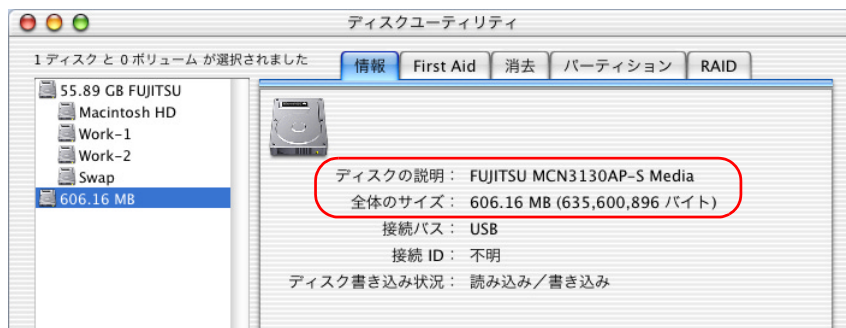 ディスクユーティリティ
1 ディスク と 0 ボリューム が選択されました
情報 First Aid 消去 パーティション RAID
55.89 GB FUJITSU
Macintosh HD
Work-1
Work-2
Swap
606.16 MB
ディスクの説明： FUJITSU MCN3130AP-S Media
全体のサイズ： 606.16 MB (635,600,896 バイト)
接続バス： USB
接続 ID： 不明
ディスク書き込み状況： 読み込み／書き込み